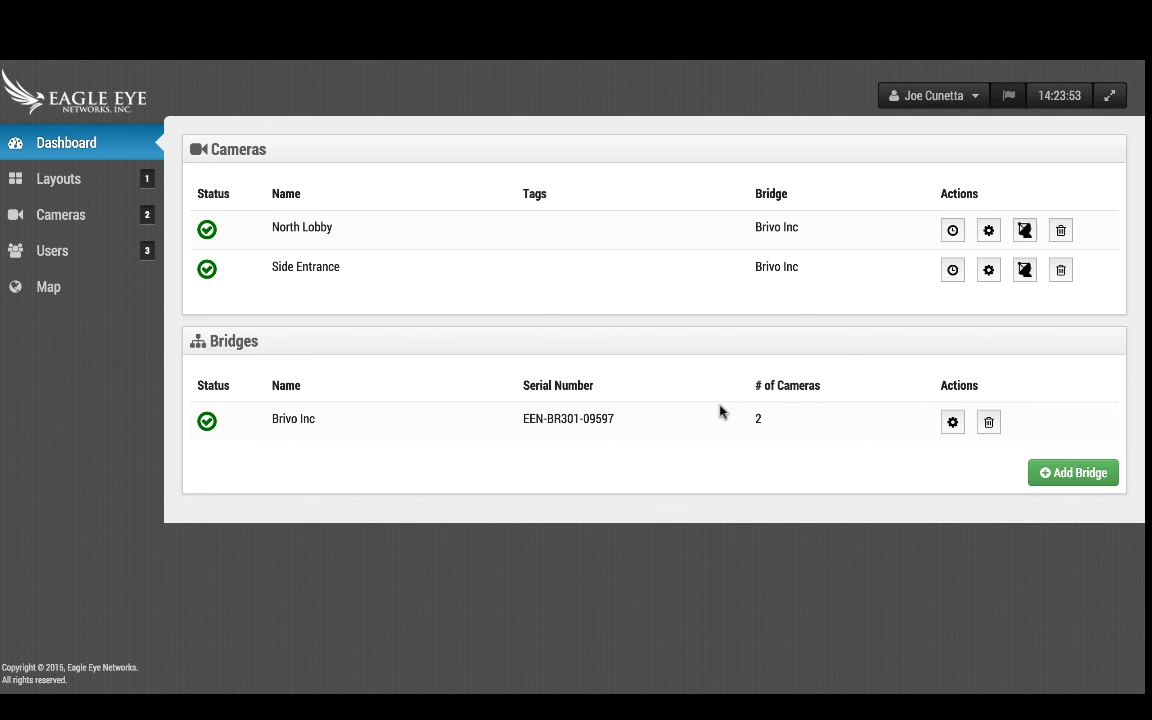 EAGLE EYE
NETWORKS, INC.
Joe Cunetta
14:23:53
Dashboard
Layouts 1
Cameras 2
Users 3
Map
Cameras
Status Name Tags Bridge Actions
North Lobby Brivo Inc
Side Entrance Brivo Inc
Bridges
Status Name Serial Number # of Cameras Actions
Brivo Inc EEN-BR301-09597 2
Add Bridge
Copyright © 2015, Eagle Eye Networks.
All rights reserved.